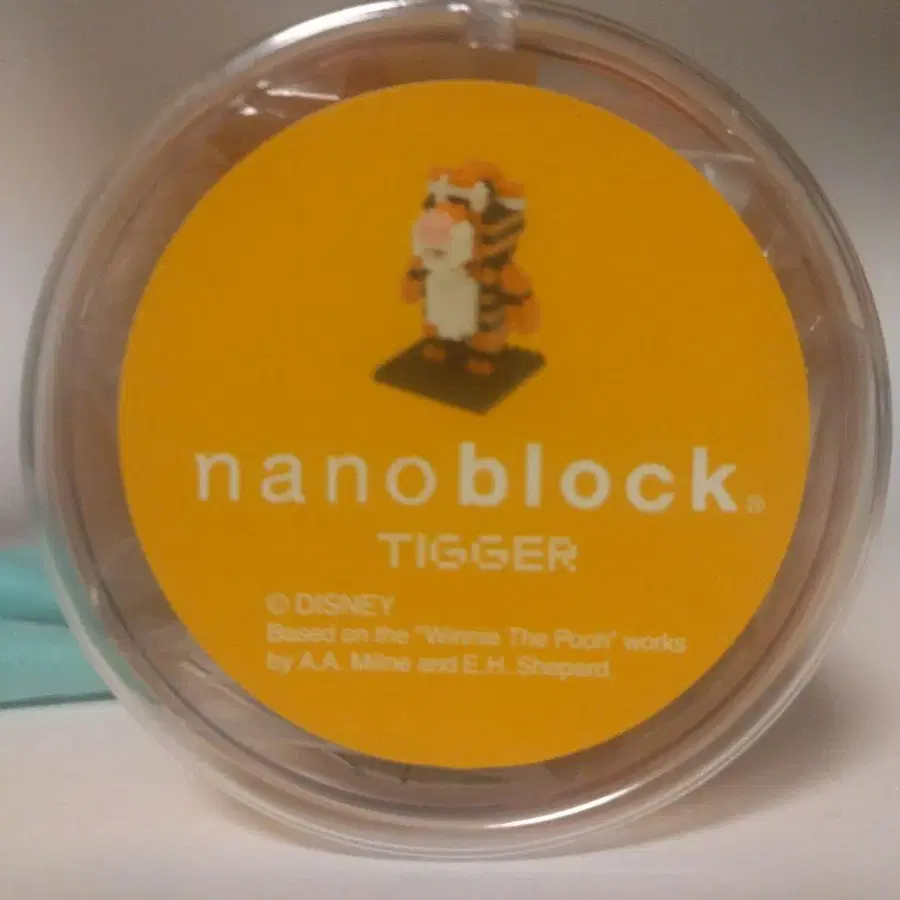 nanoblock®
TIGGER
© DISNEY
Based on the "Winnie The Pooh" works
by A.A. Milne and E.H. Shepard.